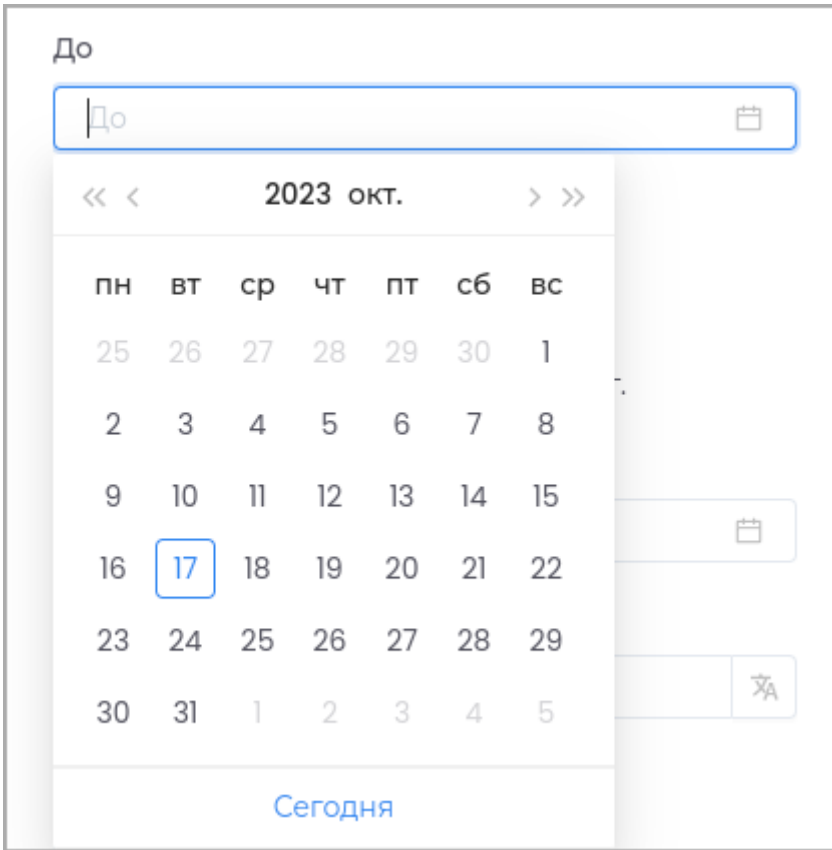 До
До
2023 окт.
пн вт ср чт пт сб вс
25 26 27 28 29 30 1
2 3 4 5 6 7 8
9 10 11 12 13 14 15
16 17 18 19 20 21 22
23 24 25 26 27 28 29
30 31 1 2 3 4 5
Сегодня